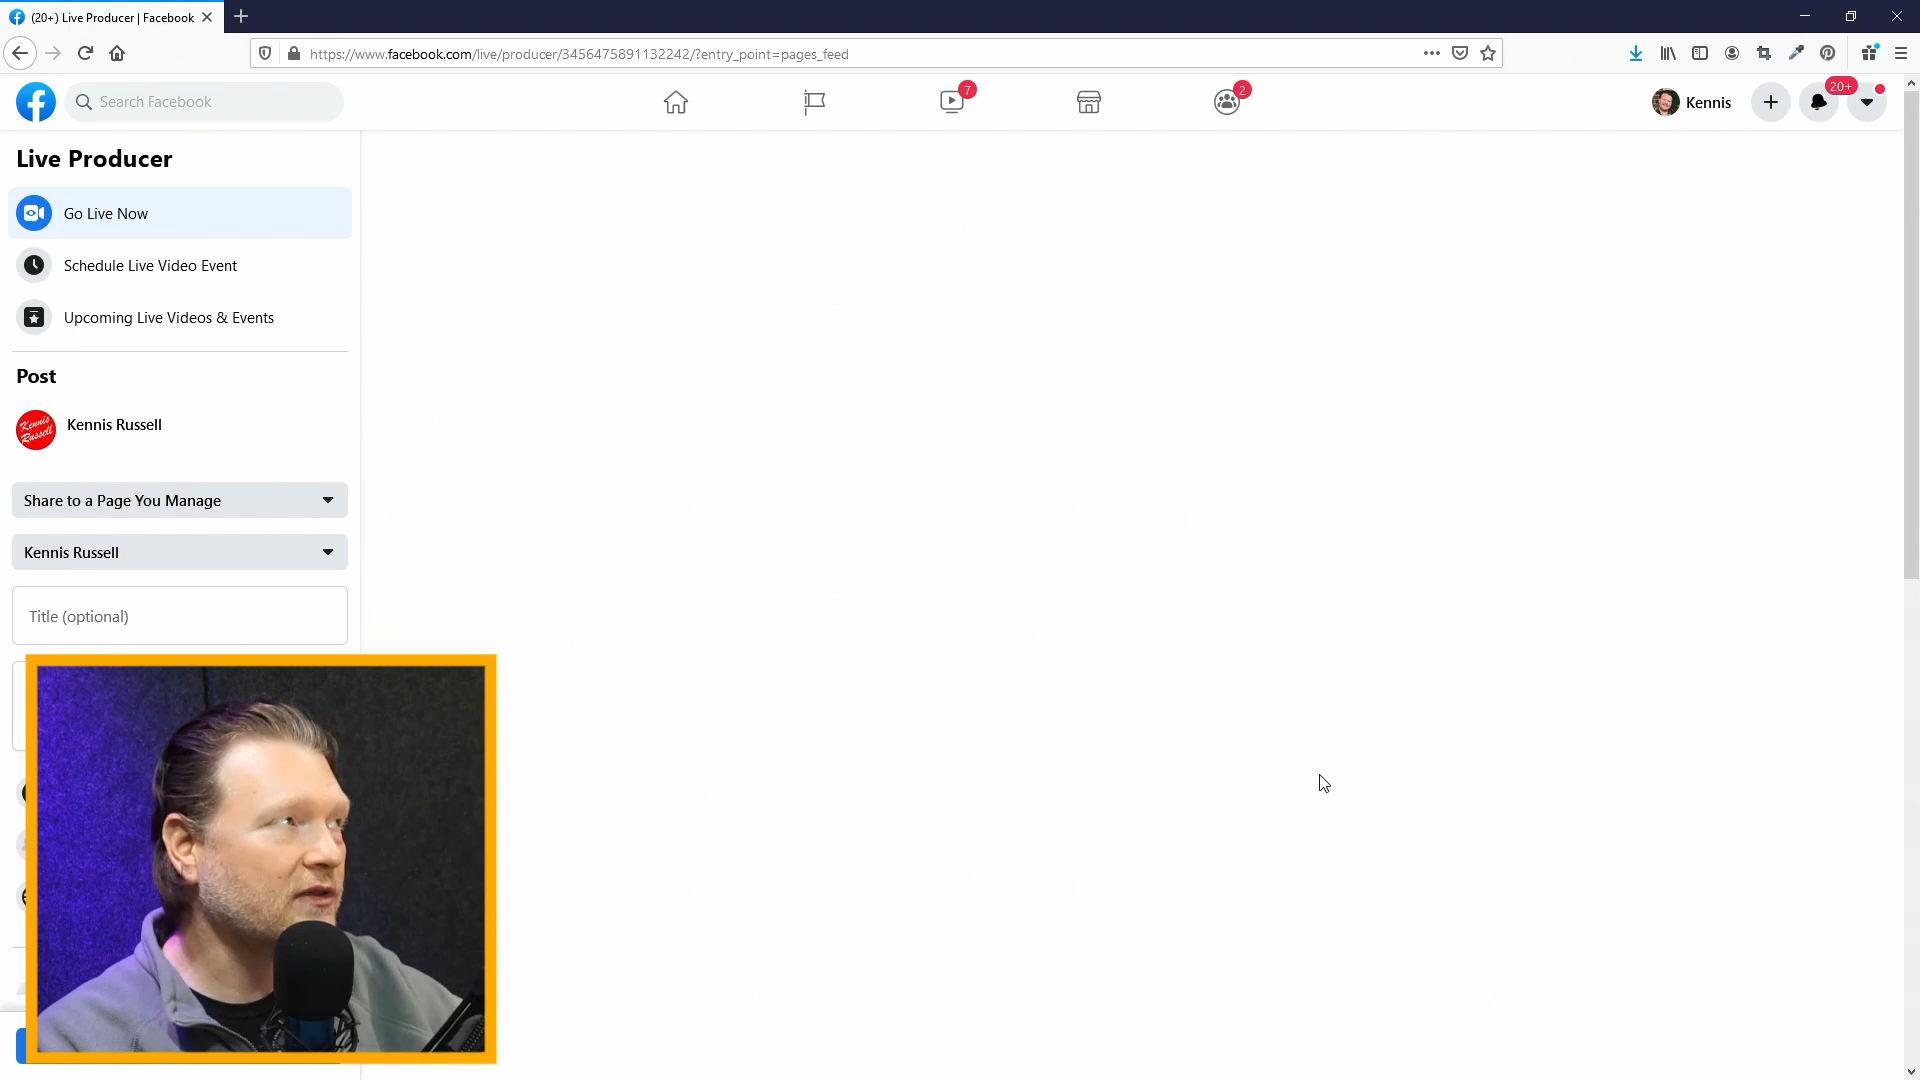 (20+) Live Producer | Facebook
https://www.facebook.com/live/producer/3456475891132242/?entry_point=pages_feed
Search Facebook
7
2
Kennis
20+
Live Producer
Go Live Now
Schedule Live Video Event
Upcoming Live Videos & Events
Post
Kennis Russell
Kennis Russell
Share to a Page You Manage
Kennis Russell
Title (optional)